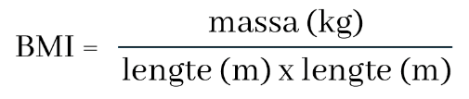 massa (kg)
BMI =
lengte (m) x lengte (m)